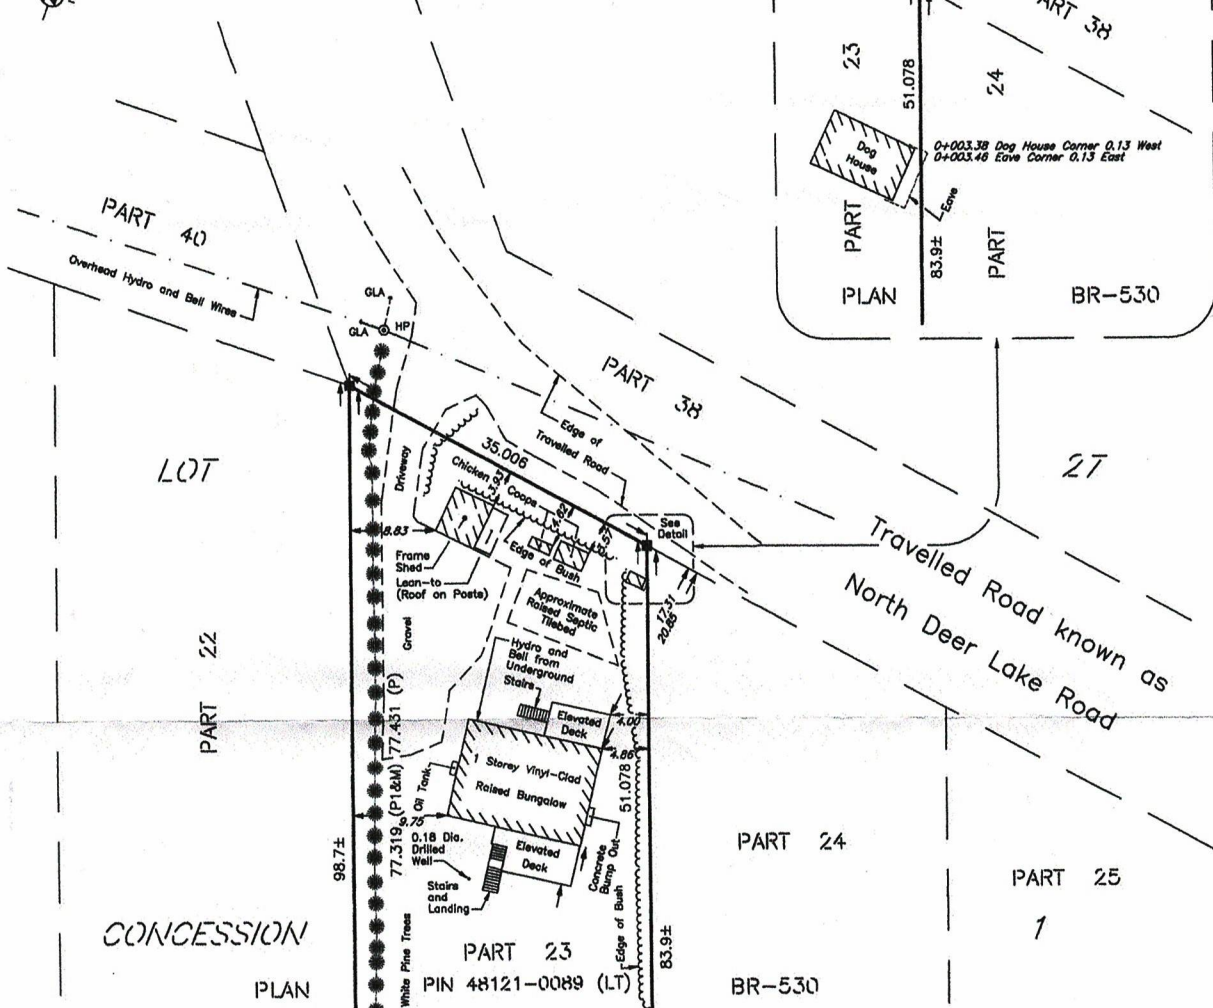 PART 38
23
51.078
24
Dog
House
0+003.38 Dog House Corner 0.13 West
0+003.46 Eave Corner 0.13 East
Eave
PART
83.9±
PART
PLAN
BR-530
PART 40
Overhead Hydro and Bell Wires
GLA
GLA
HP
PART 38
Edge of
Travelled Road
35.006
Chicken Coops
3.93
4.62
Driveway
LOT
27
See
Detail
8.83
Frame
Shed
Lean-to
(Roof on Posts)
Edge of Bush
Travelled Road known as
North Deer Lake Road
17.31
20.85
Approximate
Raised Septic
Tilebed
Gravel
PART 22
Hydro and
Bell from
Underground
Stairs
Elevated
Deck
4.00
4.86
77.431 (P)
77.319 (P1&M)
1 Storey Vinyl-Clad
Raised Bungalow
51.078
Oil Tank
9.75
0.18 Dia.
Drilled
Well
98.7±
Elevated
Deck
Concrete
Bump Out
Stairs
and
Landing
PART 24
PART 25
1
CONCESSION
White Pine Trees
PART 23
Edge of Bush
83.9±
PLAN
PIN 48121-0089 (LT)
BR-530